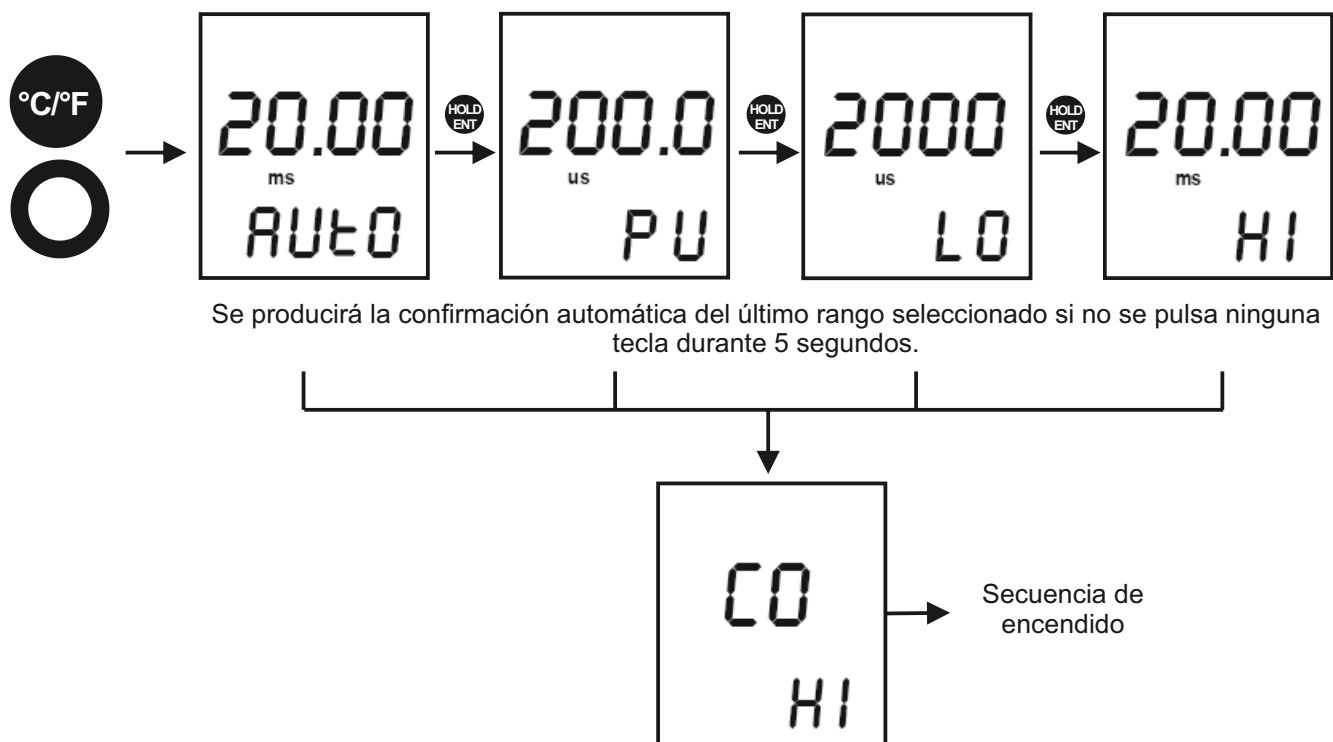 °C/°F
20.00
ms
AUtO
HOLD
ENT
200.0
us
PU
HOLD
ENT
2000
us
LO
HOLD
ENT
20.00
ms
HI
Se producirá la confirmación automática del último rango seleccionado si no se pulsa ninguna
tecla durante 5 segundos.
CO
HI
Secuencia de
encendido